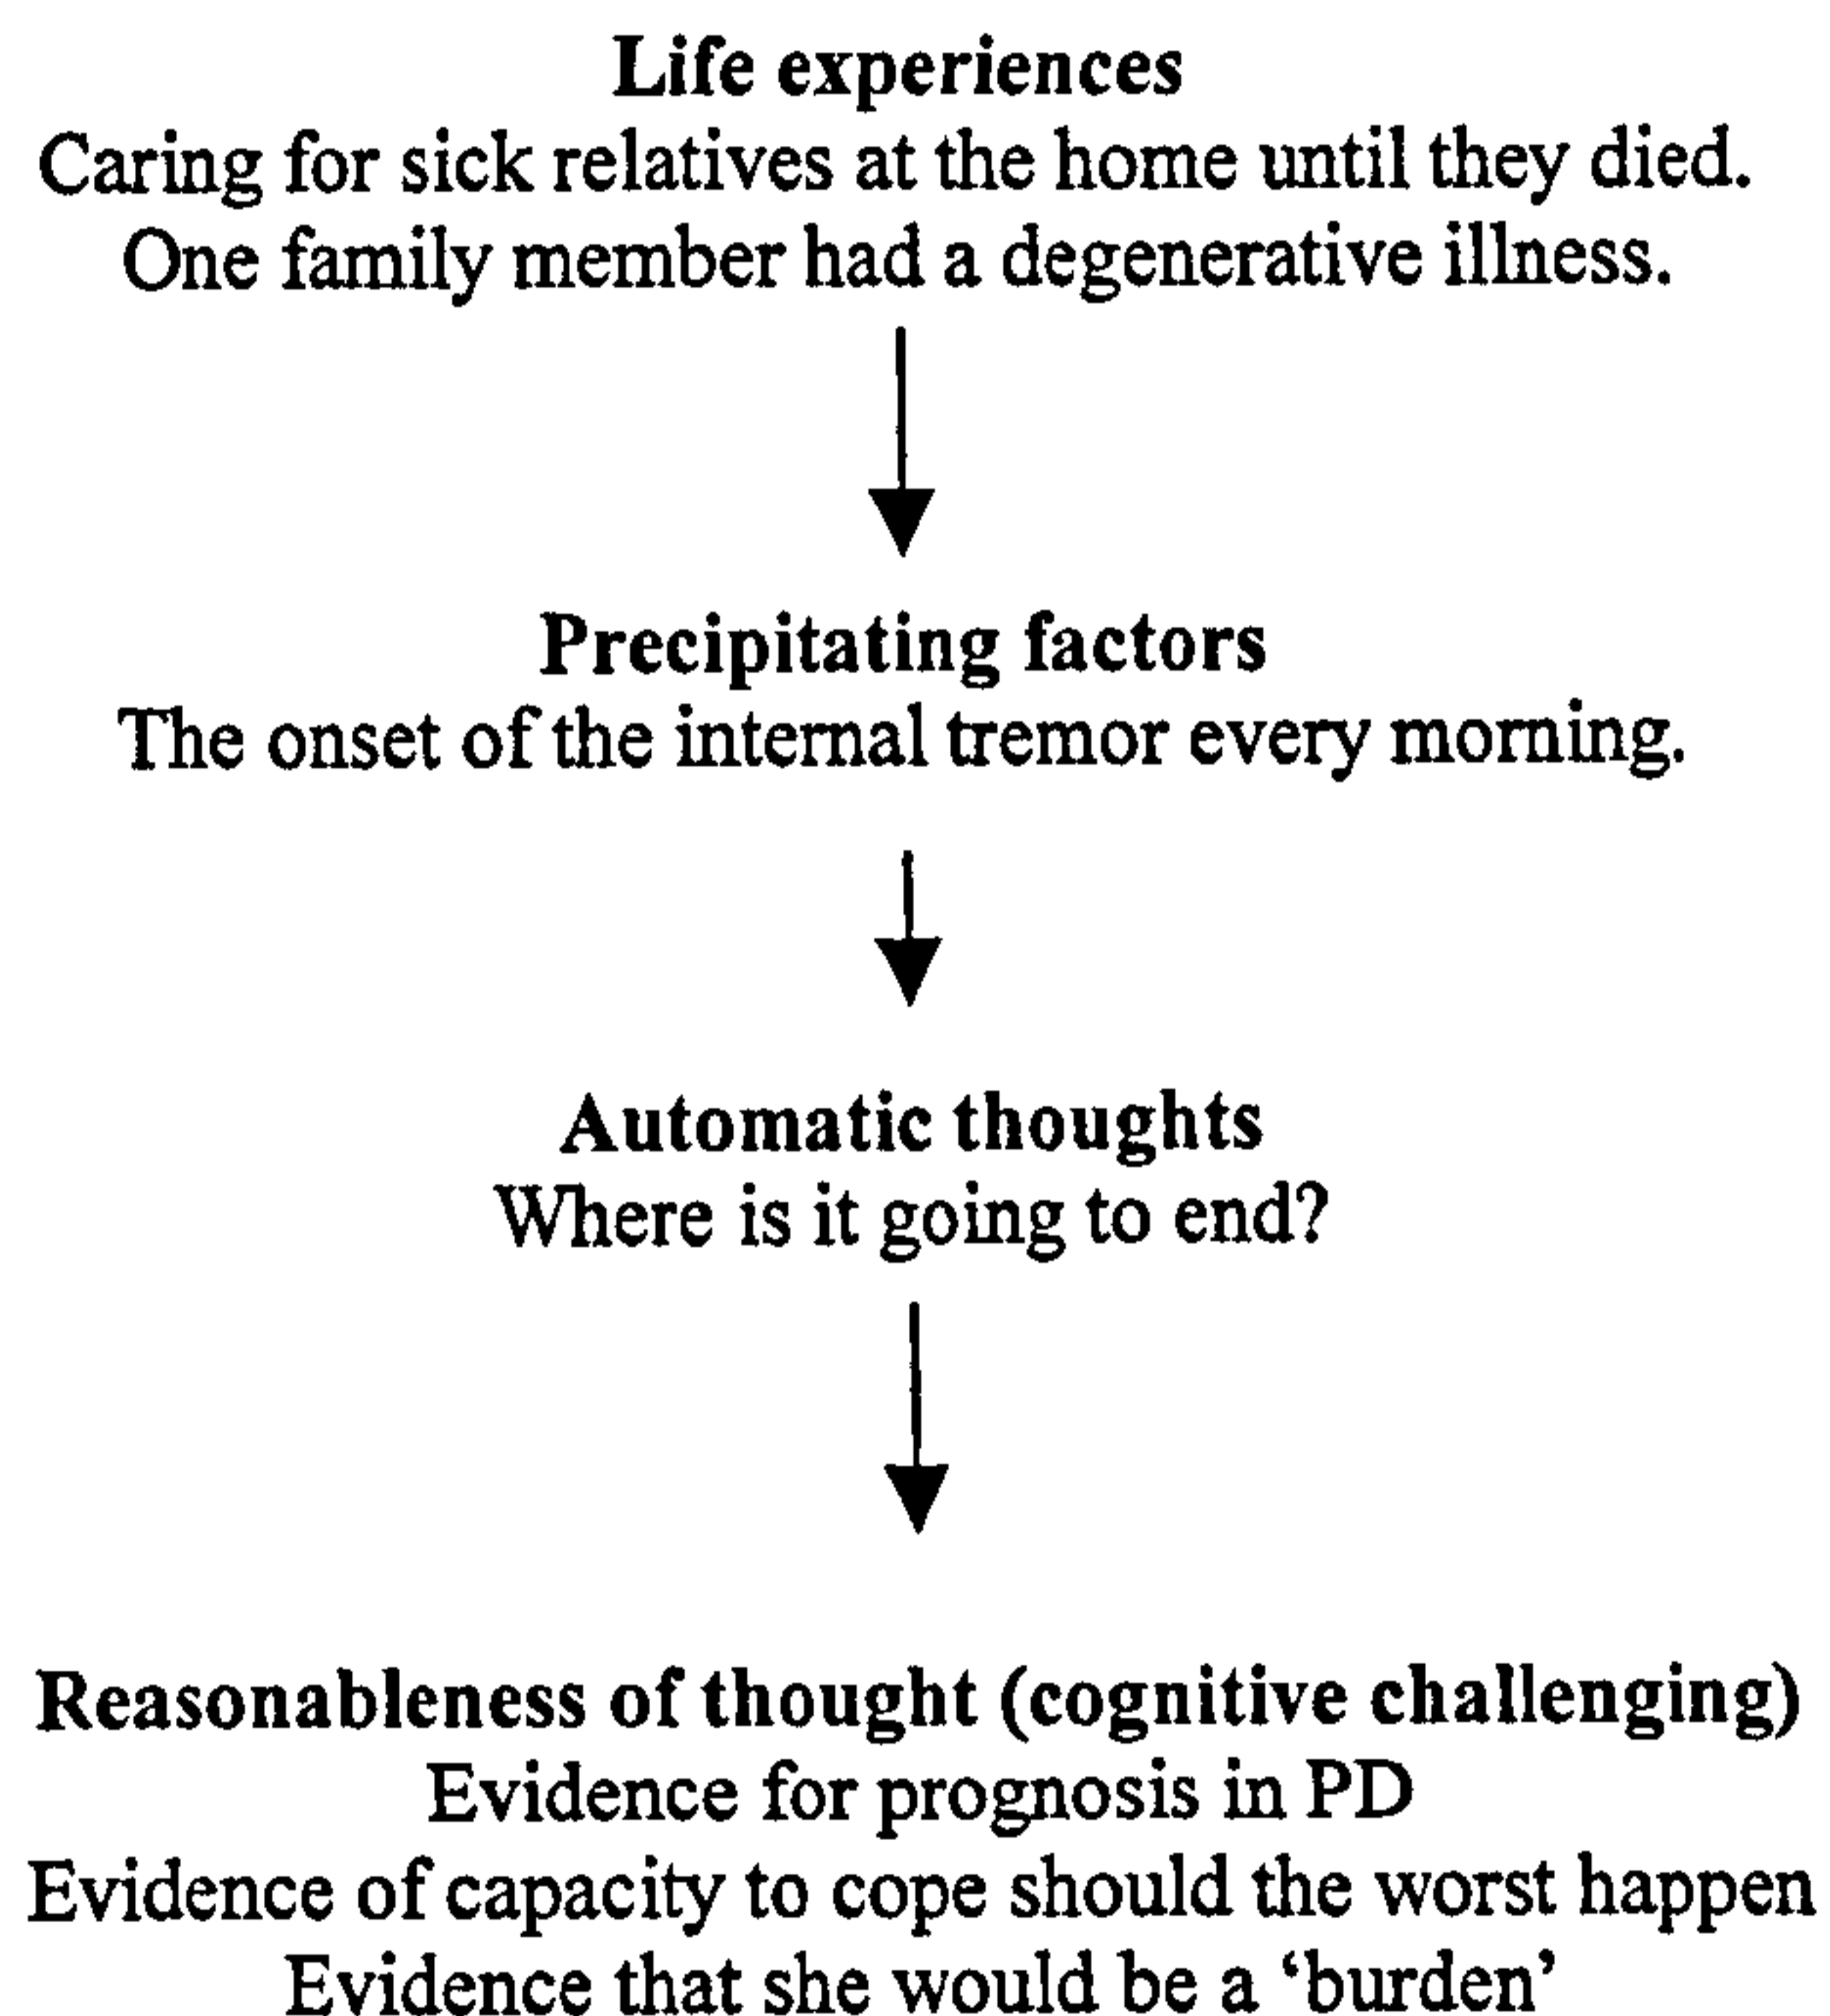 Life experiences
Caring for sick relatives at the home until they died.
One family member had a degenerative illness.
Precipitating factors
The onset of the internal tremor every morning.
Automatic thoughts
Where is it going to end?
Reasonableness of thought (cognitive challenging)
Evidence for prognosis in PD
Evidence of capacity to cope should the worst happen
Evidence that she would be a ‘burden’